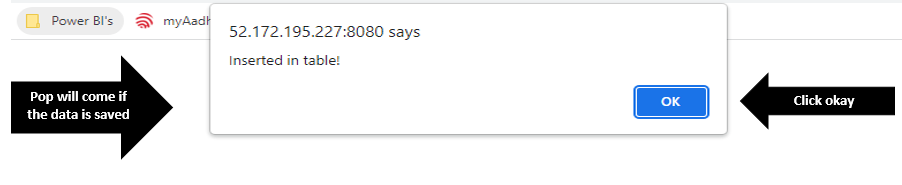 Power BI's
myAadh
52.172.195.227:8080 says
Inserted in table!
OK
Pop will come if
the data is saved
Click okay